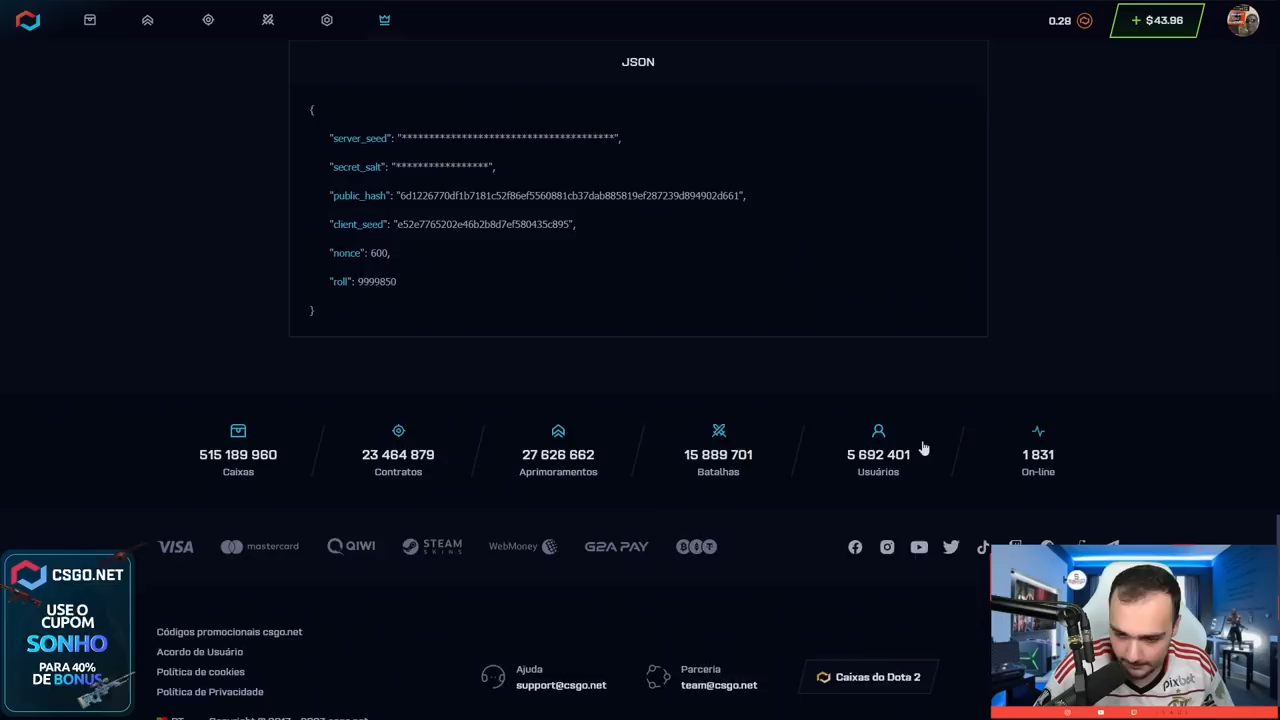 0.28
+ $43.96
JSON
{
"server_seed": "***************************************",
"secret_salt": "*****************",
"public_hash": "6d1226770df1b7181c52f86ef5560881cb37dab885819ef287239d894902d661",
"client_seed": "e52e7765202e46b2b8d7ef580435c895",
"nonce": 600,
"roll": 9999850
}
515 189 960
Caixas
23 464 879
Contratos
27 626 662
Aprimoramentos
15 889 701
Batalhas
5 692 401
Usuários
1 831
On-line
VISA
mastercard
QIWI
STEAM
SKINS
WebMoney
G2A PAY
CSGO.NET
USE O
CUPOM
SONHO
PARA 40%
DE BONUS
Códigos promocionais csgo.net
Acordo de Usuário
Política de cookies
Política de Privacidade
Ajuda
support@csgo.net
Parceria
team@csgo.net
Caixas do Dota 2
pixbet